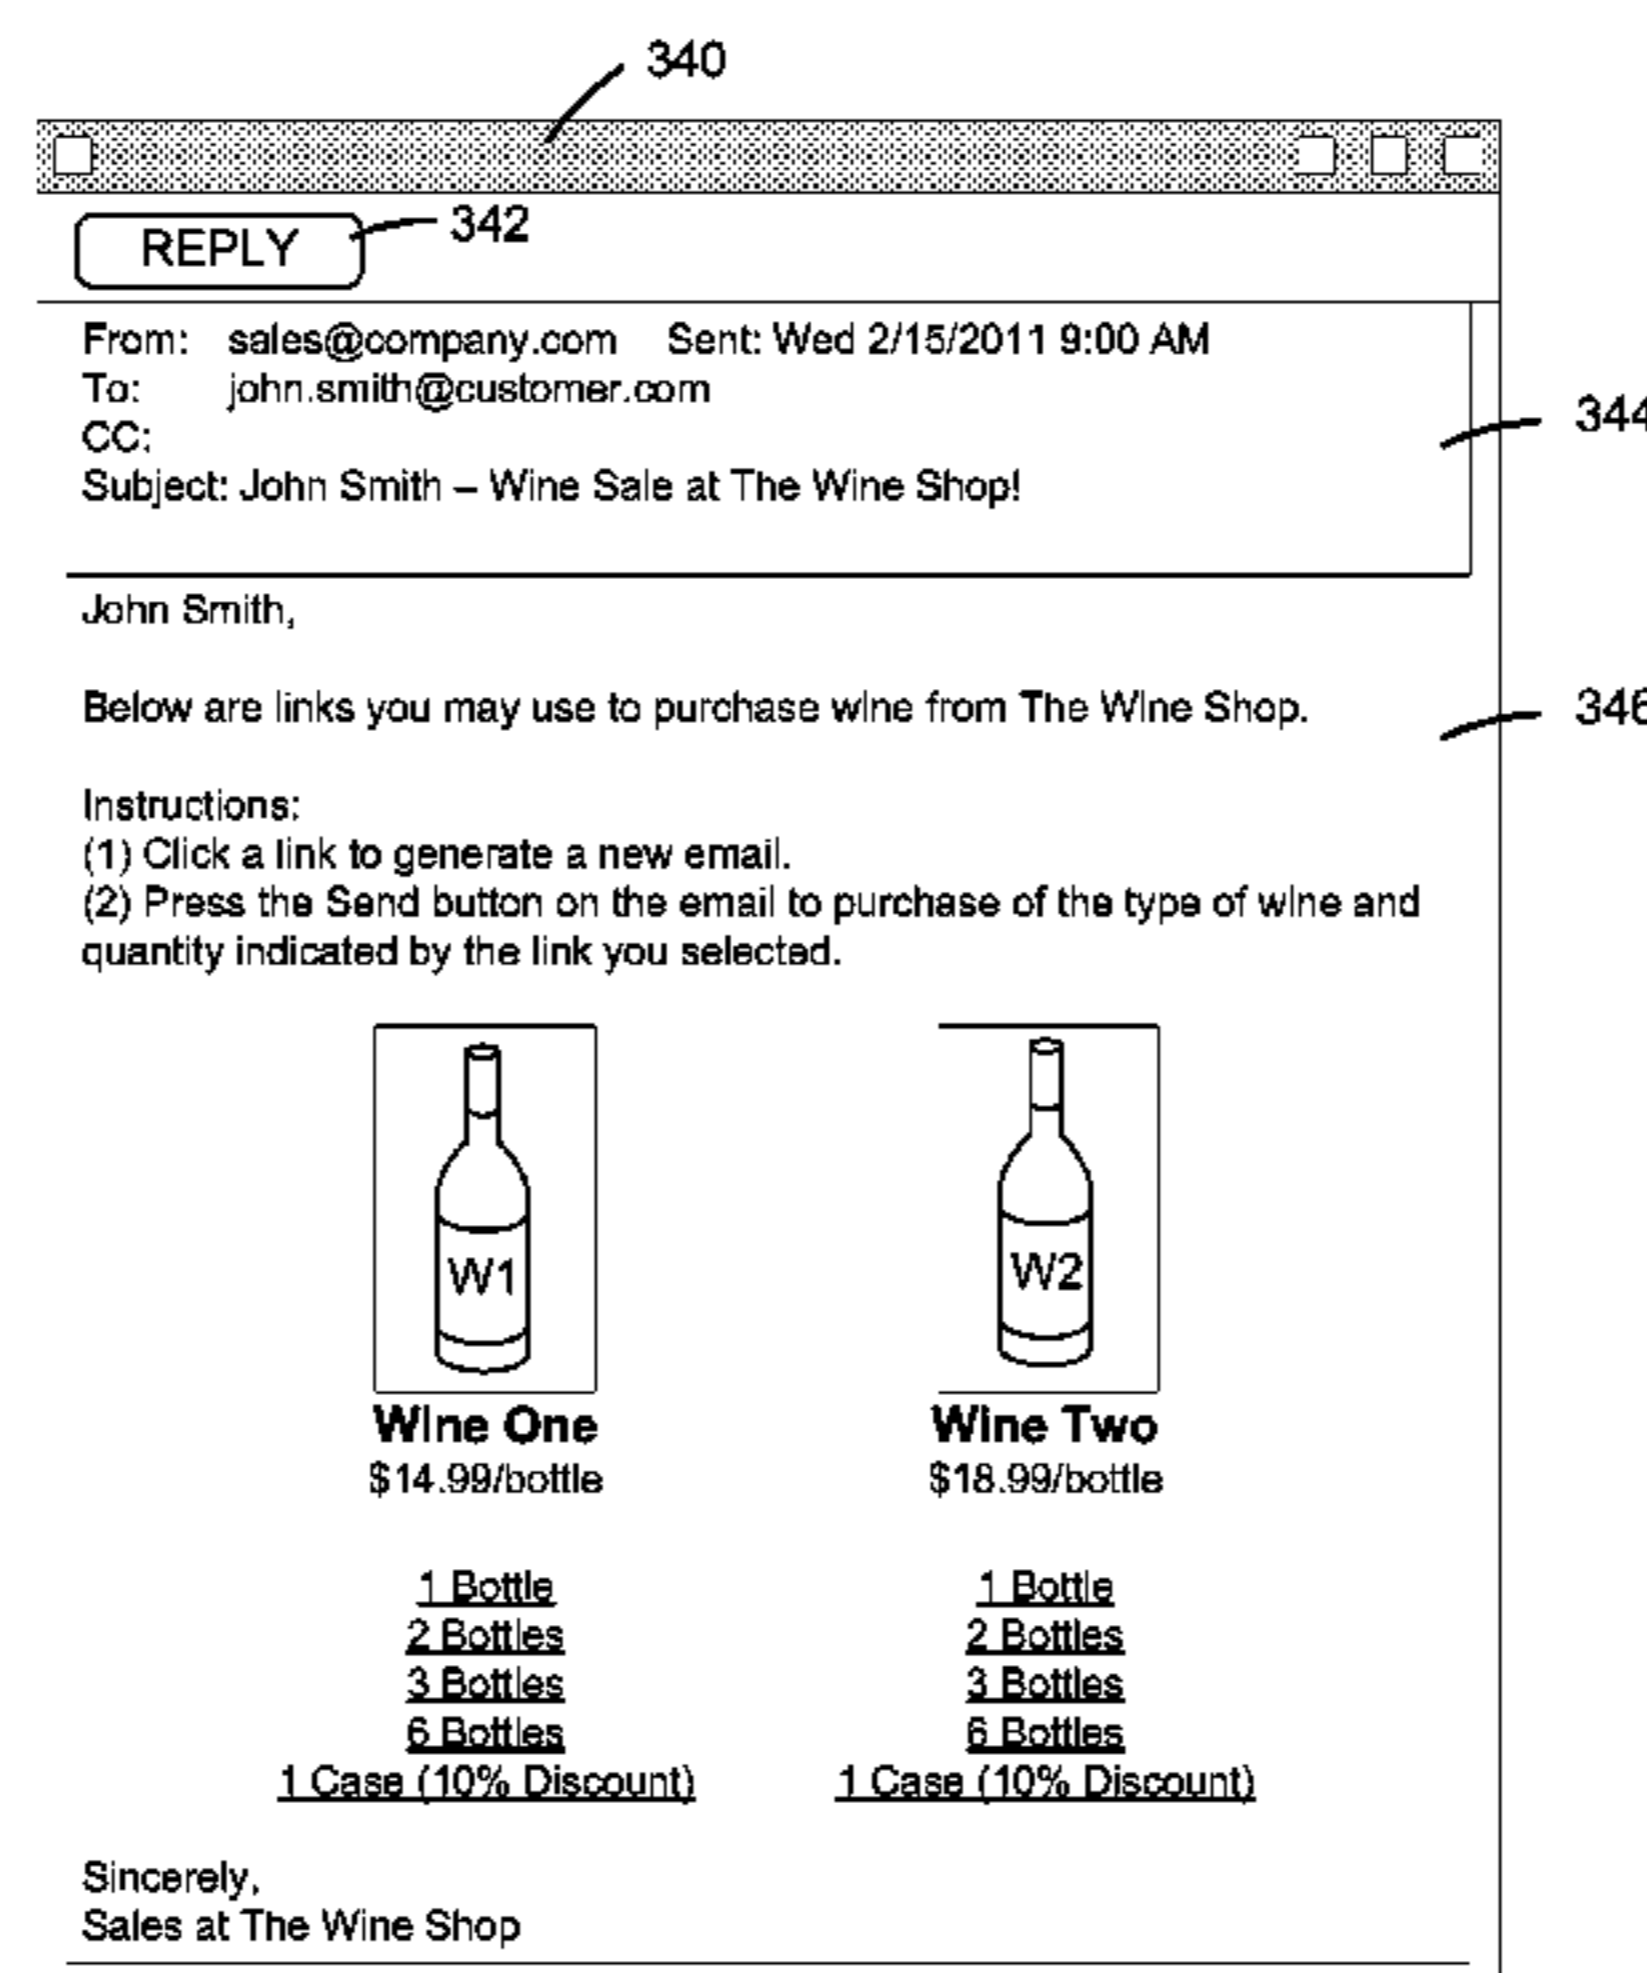 340
REPLY
342
From: sales@company.com Sent: Wed 2/15/2011 9:00 AM
To: john.smith@customer.com
CC:
344
Subject: John Smith – Wine Sale at The Wine Shop!
John Smith,
Below are links you may use to purchase wine from The Wine Shop.
346
Instructions:
(1) Click a link to generate a new email.
(2) Press the Send button on the email to purchase of the type of wine and
quantity indicated by the link you selected.
W1 W2
Wine One Wine Two
$14.99/bottle $18.99/bottle
1 Bottle 1 Bottle
2 Bottles 2 Bottles
3 Bottles 3 Bottles
6 Bottles 6 Bottles
1 Case (10% Discount) 1 Case (10% Discount)
Sincerely,
Sales at The Wine Shop